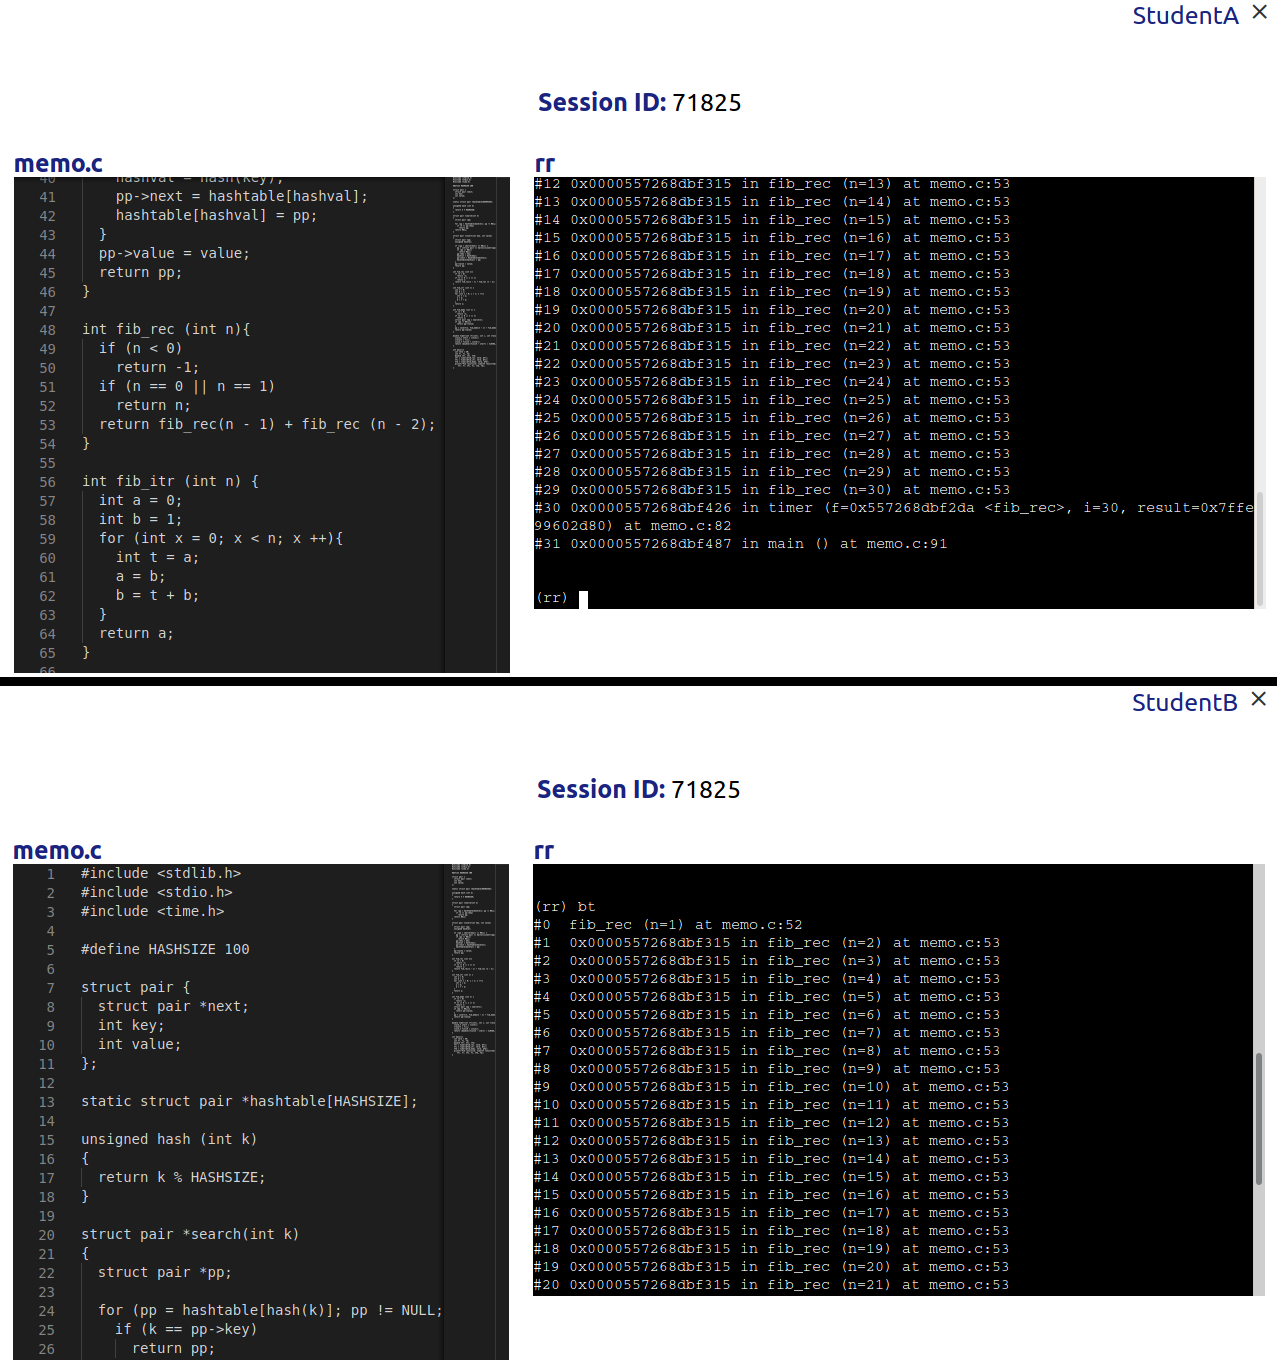 StudentA ×
Session ID: 71825
memo.c
40 hashval = hash(key);
41 pp->next = hashtable[hashval];
42 hashtable[hashval] = pp;
43 }
44 pp->value = value;
45 return pp;
46 }
47
48 int fib_rec (int n){
49 if (n < 0)
50 return -1;
51 if (n == 0 || n == 1)
52 return n;
53 return fib_rec(n - 1) + fib_rec (n - 2);
54 }
55
56 int fib_itr (int n) {
57 int a = 0;
58 int b = 1;
59 for (int x = 0; x < n; x ++){
60 int t = a;
61 a = b;
62 b = t + b;
63 }
64 return a;
65 }
66
rr
#12 0x0000557268dbf315 in fib_rec (n=13) at memo.c:53
#13 0x0000557268dbf315 in fib_rec (n=14) at memo.c:53
#14 0x0000557268dbf315 in fib_rec (n=15) at memo.c:53
#15 0x0000557268dbf315 in fib_rec (n=16) at memo.c:53
#16 0x0000557268dbf315 in fib_rec (n=17) at memo.c:53
#17 0x0000557268dbf315 in fib_rec (n=18) at memo.c:53
#18 0x0000557268dbf315 in fib_rec (n=19) at memo.c:53
#19 0x0000557268dbf315 in fib_rec (n=20) at memo.c:53
#20 0x0000557268dbf315 in fib_rec (n=21) at memo.c:53
#21 0x0000557268dbf315 in fib_rec (n=22) at memo.c:53
#22 0x0000557268dbf315 in fib_rec (n=23) at memo.c:53
#23 0x0000557268dbf315 in fib_rec (n=24) at memo.c:53
#24 0x0000557268dbf315 in fib_rec (n=25) at memo.c:53
#25 0x0000557268dbf315 in fib_rec (n=26) at memo.c:53
#26 0x0000557268dbf315 in fib_rec (n=27) at memo.c:53
#27 0x0000557268dbf315 in fib_rec (n=28) at memo.c:53
#28 0x0000557268dbf315 in fib_rec (n=29) at memo.c:53
#29 0x0000557268dbf315 in fib_rec (n=30) at memo.c:53
#30 0x0000557268dbf426 in timer (f=0x557268dbf2da <fib_rec>, i=30, result=0x7ffe
99602d80) at memo.c:82
#31 0x0000557268dbf487 in main () at memo.c:91
(rr)
StudentB ×
Session ID: 71825
memo.c
1 #include <stdlib.h>
2 #include <stdio.h>
3 #include <time.h>
4
5 #define HASHSIZE 100
6
7 struct pair {
8 struct pair *next;
9 int key;
10 int value;
11 };
12
13 static struct pair *hashtable[HASHSIZE];
14
15 unsigned hash (int k)
16 {
17 return k % HASHSIZE;
18 }
19
20 struct pair *search(int k)
21 {
22 struct pair *pp;
23
24 for (pp = hashtable[hash(k)]; pp != NULL;
25 if (k == pp->key)
26 return pp;
rr
(rr) bt
#0 fib_rec (n=1) at memo.c:52
#1 0x0000557268dbf315 in fib_rec (n=2) at memo.c:53
#2 0x0000557268dbf315 in fib_rec (n=3) at memo.c:53
#3 0x0000557268dbf315 in fib_rec (n=4) at memo.c:53
#4 0x0000557268dbf315 in fib_rec (n=5) at memo.c:53
#5 0x0000557268dbf315 in fib_rec (n=6) at memo.c:53
#6 0x0000557268dbf315 in fib_rec (n=7) at memo.c:53
#7 0x0000557268dbf315 in fib_rec (n=8) at memo.c:53
#8 0x0000557268dbf315 in fib_rec (n=9) at memo.c:53
#9 0x0000557268dbf315 in fib_rec (n=10) at memo.c:53
#10 0x0000557268dbf315 in fib_rec (n=11) at memo.c:53
#11 0x0000557268dbf315 in fib_rec (n=12) at memo.c:53
#12 0x0000557268dbf315 in fib_rec (n=13) at memo.c:53
#13 0x0000557268dbf315 in fib_rec (n=14) at memo.c:53
#14 0x0000557268dbf315 in fib_rec (n=15) at memo.c:53
#15 0x0000557268dbf315 in fib_rec (n=16) at memo.c:53
#16 0x0000557268dbf315 in fib_rec (n=17) at memo.c:53
#17 0x0000557268dbf315 in fib_rec (n=18) at memo.c:53
#18 0x0000557268dbf315 in fib_rec (n=19) at memo.c:53
#19 0x0000557268dbf315 in fib_rec (n=20) at memo.c:53
#20 0x0000557268dbf315 in fib_rec (n=21) at memo.c:53